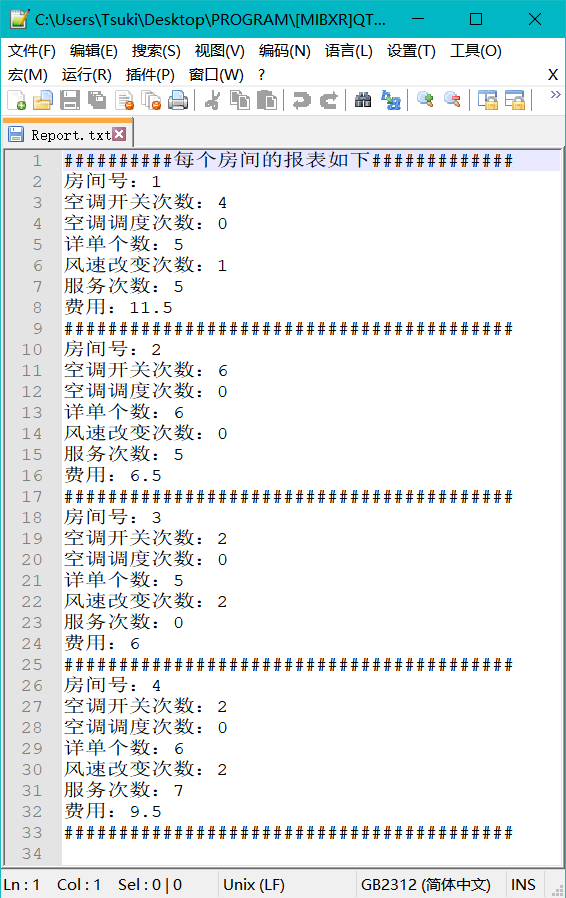 C:\Users\Tsuki\Desktop\PROGRAM\[MIBXR]QT...
文件(F) 编辑(E) 搜索(S) 视图(V) 编码(N) 语言(L) 设置(T) 工具(O)
宏(M) 运行(R) 插件(P) 窗口(W) ? X
Report.txt
1 ##########每个房间的报表如下#############
2 房间号：1
3 空调开关次数：4
4 空调调度次数：0
5 详单个数：5
6 风速改变次数：1
7 服务次数：5
8 费用：11.5
9 #########################################
10 房间号：2
11 空调开关次数：6
12 空调调度次数：0
13 详单个数：6
14 风速改变次数：0
15 服务次数：5
16 费用：6.5
17 #########################################
18 房间号：3
19 空调开关次数：2
20 空调调度次数：0
21 详单个数：5
22 风速改变次数：2
23 服务次数：0
24 费用：6
25 #########################################
26 房间号：4
27 空调开关次数：2
28 空调调度次数：0
29 详单个数：6
30 风速改变次数：2
31 服务次数：7
32 费用：9.5
33 #########################################
34
Ln : 1 Col : 1 Sel : 0 | 0 Unix (LF) GB2312 (简体中文) INS